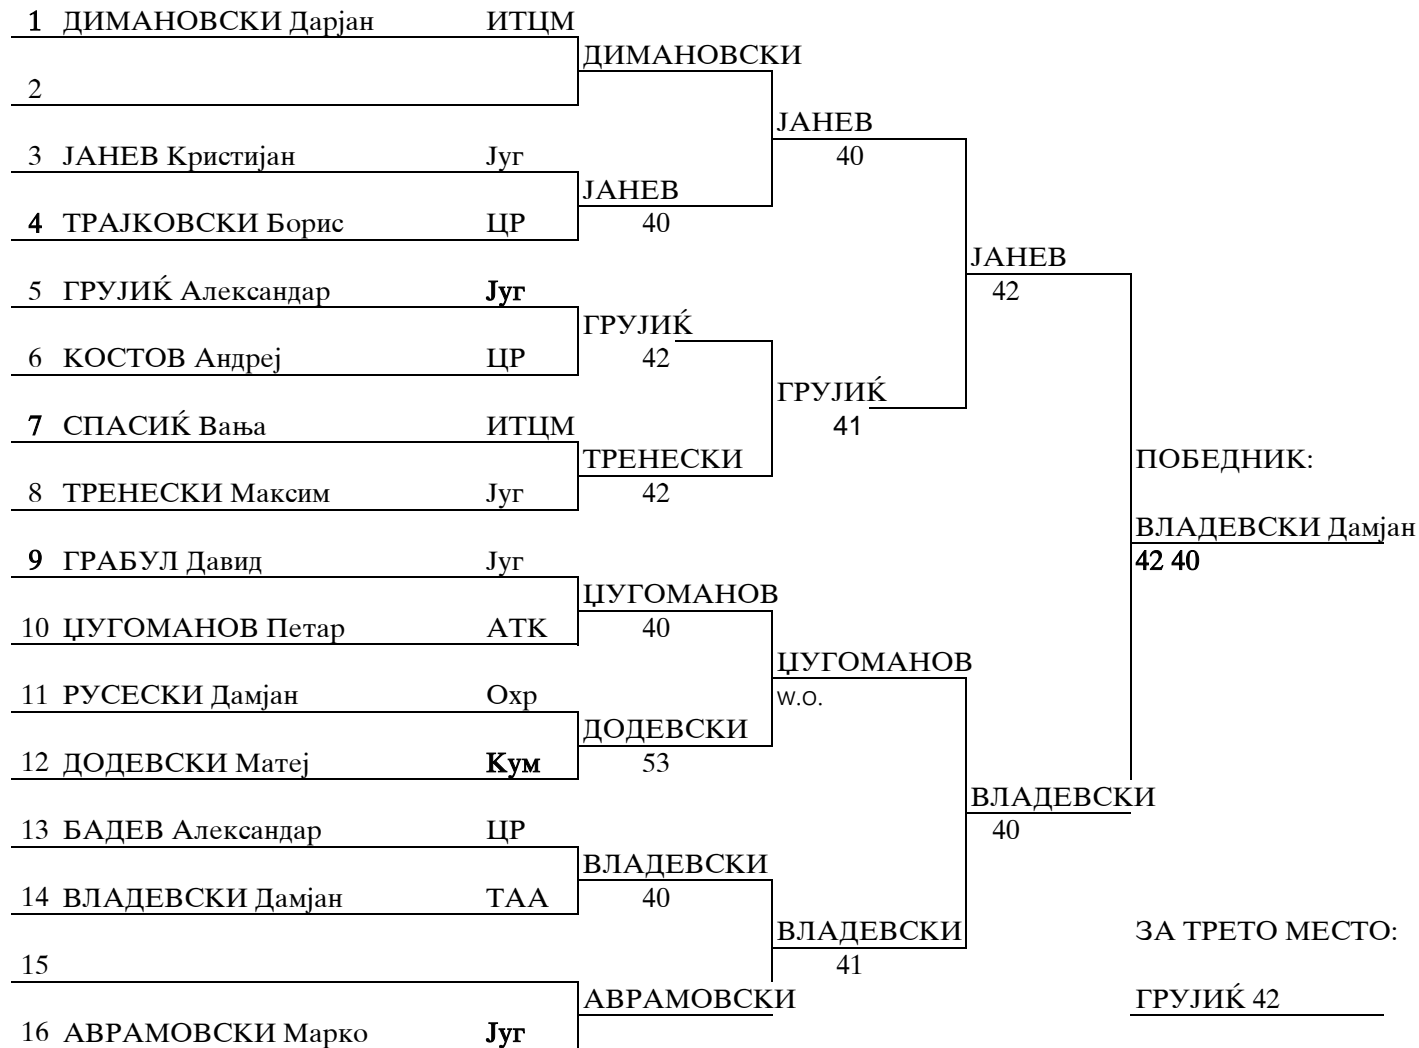 1 ДИМАНОВСКИ Дарјан ИТЦМ
ДИМАНОВСКИ
2
ЈАНЕВ
3 ЈАНЕВ Кристијан Југ
40
ЈАНЕВ
4 ТРАЈКОВСКИ Борис ЦР
40
ЈАНЕВ
5 ГРУЈИЌ Александар Југ
42
ГРУЈИЌ
6 КОСТОВ Андреј ЦР
42
ГРУЈИЌ
7 СПАСИЌ Вања ИТЦМ
41
ТРЕНЕСКИ
ПОБЕДНИК:
8 ТРЕНЕСКИ Максим Југ
42
ВЛАДЕВСКИ Дамјан
9 ГРАБУЛ Давид Југ
42 40
ЏУГОМАНОВ
10 ЏУГОМАНОВ Петар АТК
40
ЏУГОМАНОВ
11 РУСЕСКИ Дамјан Охр
w.o.
ДОДЕВСКИ
12 ДОДЕВСКИ Матеј Кум
53
ВЛАДЕВСКИ
13 БАДЕВ Александар ЦР
40
ВЛАДЕВСКИ
14 ВЛАДЕВСКИ Дамјан ТАА
40
ВЛАДЕВСКИ
ЗА ТРЕТО МЕСТО:
15
41
АВРАМОВСКИ
ГРУЈИЌ 42
16 АВРАМОВСКИ Марко Југ